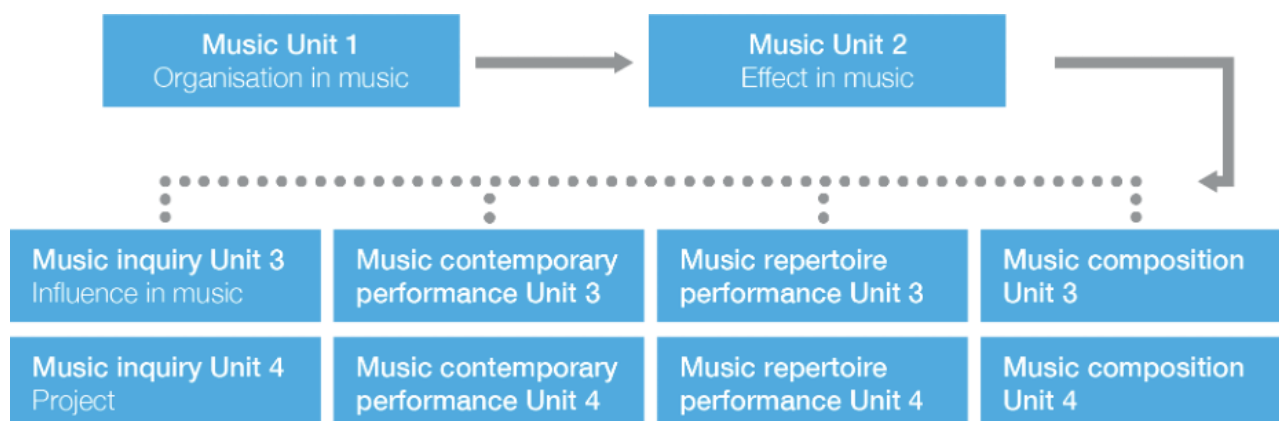 Music Unit 1
Organisation in music
Music Unit 2
Effect in music
Music inquiry Unit 3
Influence in music
Music contemporary
performance Unit 3
Music repertoire
performance Unit 3
Music composition
Unit 3
Music inquiry Unit 4
Project
Music contemporary
performance Unit 4
Music repertoire
performance Unit 4
Music composition
Unit 4